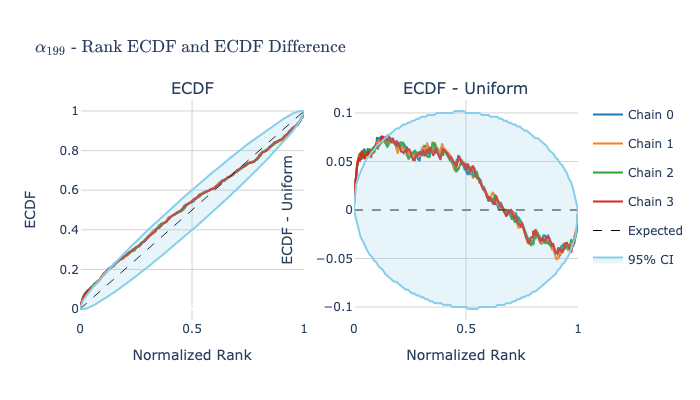 α₁₉₉ - Rank ECDF and ECDF Difference
ECDF
ECDF - Uniform
ECDF
1
0.8
0.6
0.4
0.2
0
0
0.5
1
Normalized Rank
ECDF - Uniform
0.1
0.05
0
−0.05
−0.1
0
0.5
1
Normalized Rank
Chain 0
Chain 1
Chain 2
Chain 3
Expected
95% CI